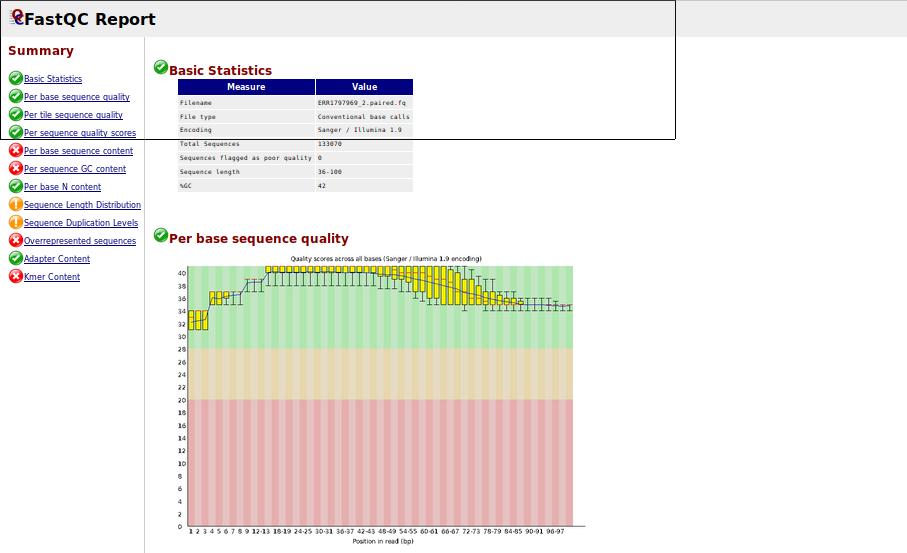 FastQC Report
Summary
Basic Statistics
Per base sequence quality
Per tile sequence quality
Per sequence quality scores
Per base sequence content
Per sequence GC content
Per base N content
Sequence Length Distribution
Sequence Duplication Levels
Overrepresented sequences
Adapter Content
Kmer Content
Basic Statistics
Measure Value
Filename ERR1797969_2.paired.fq
File type Conventional base calls
Encoding Sanger / Illumina 1.9
Total Sequences 133070
Sequences flagged as poor quality 0
Sequence length 36-100
%GC 42
Per base sequence quality
Quality scores across all bases (Sanger / Illumina 1.9 encoding)
40
38
36
34
32
30
28
26
24
22
20
18
16
14
12
10
8
6
4
2
0
1 2 3 4 5 6 7 8 9 12-13 18-19 24-25 30-31 36-37 42-43 48-49 54-55 60-61 66-67 72-73 78-79 84-85 90-91 96-97
Position in read (bp)